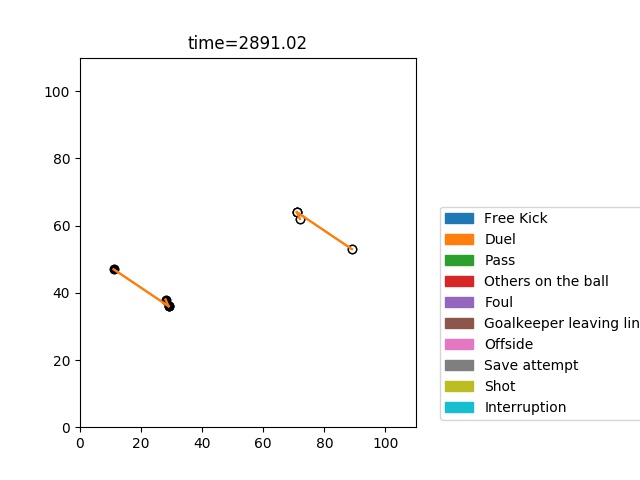 time=2891.02
100
80
60
40
20
0
0 20 40 60 80 100
Free Kick
Duel
Pass
Others on the ball
Foul
Goalkeeper leaving lin
Offside
Save attempt
Shot
Interruption